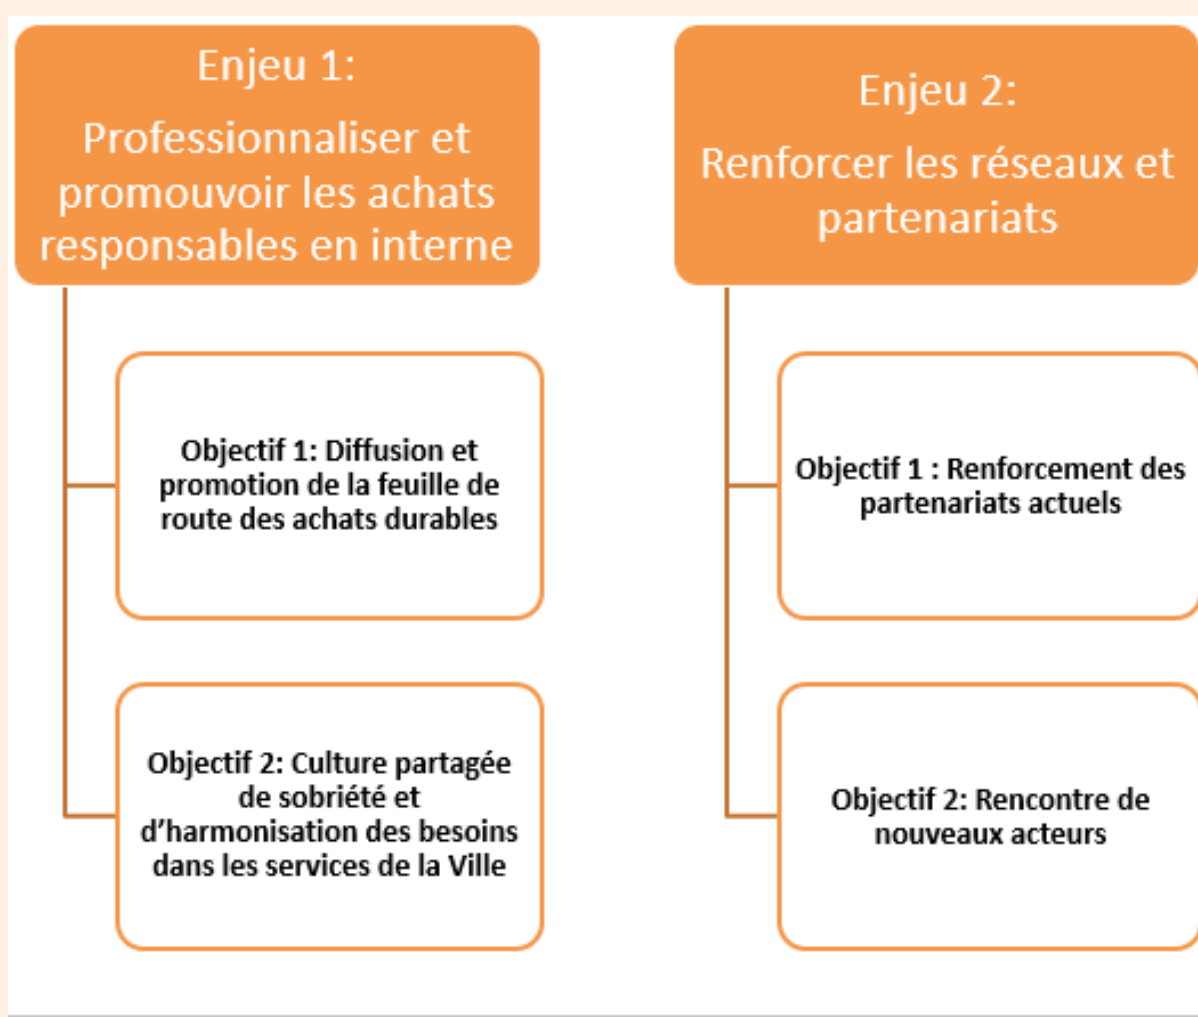 Enjeu 1:
Professionnaliser et
promouvoir les achats
responsables en interne
Objectif 1: Diffusion et
promotion de la feuille de
route des achats durables
Objectif 2: Culture partagée
de sobriété et
d’harmonisation des besoins
dans les services de la Ville
Enjeu 2:
Renforcer les réseaux et
partenariats
Objectif 1 : Renforcement des
partenariats actuels
Objectif 2: Rencontre de
nouveaux acteurs